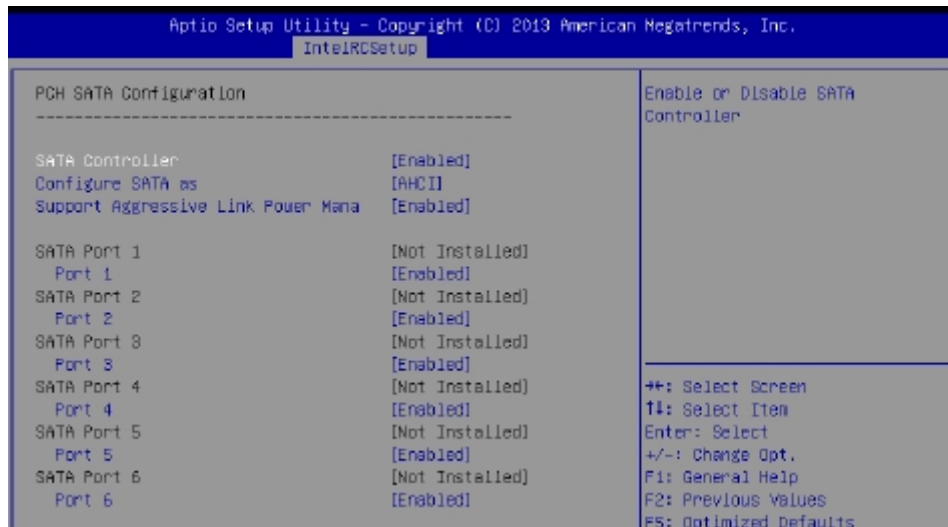 Aptio Setup Utility - Copyright (C) 2013 American Megatrends, Inc.
IntelRCSetup
PCH SATA Configuration
--------------------------------------------------
SATA Controller [Enabled]
Configure SATA as [AHCI]
Support Aggressive Link Power Mana [Enabled]
SATA Port 1 [Not Installed]
Port 1 [Enabled]
SATA Port 2 [Not Installed]
Port 2 [Enabled]
SATA Port 3 [Not Installed]
Port 3 [Enabled]
SATA Port 4 [Not Installed]
Port 4 [Enabled]
SATA Port 5 [Not Installed]
Port 5 [Enabled]
SATA Port 6 [Not Installed]
Port 6 [Enabled]
Enable or Disable SATA
Controller
→←: Select Screen
↑↓: Select Item
Enter: Select
+/-: Change Opt.
F1: General Help
F2: Previous Values
F5: Optimized Defaults